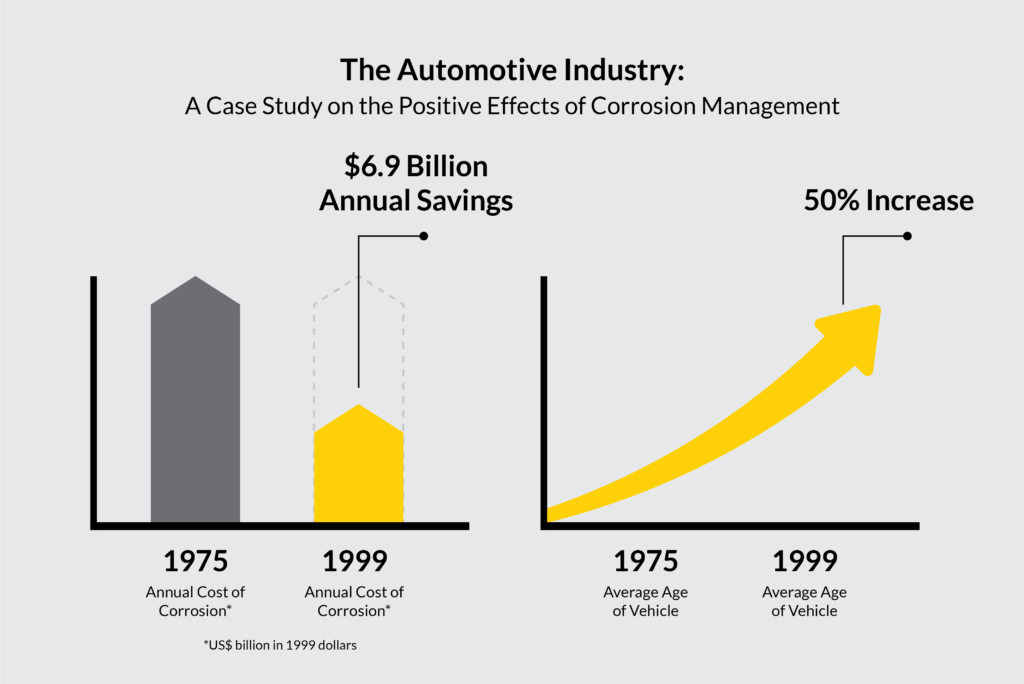 The Automotive Industry:
A Case Study on the Positive Effects of Corrosion Management
$6.9 Billion
Annual Savings
1975
Annual Cost of
Corrosion*
1999
Annual Cost of
Corrosion*
*US$ billion in 1999 dollars
50% Increase
1975
Average Age
of Vehicle
1999
Average Age
of Vehicle